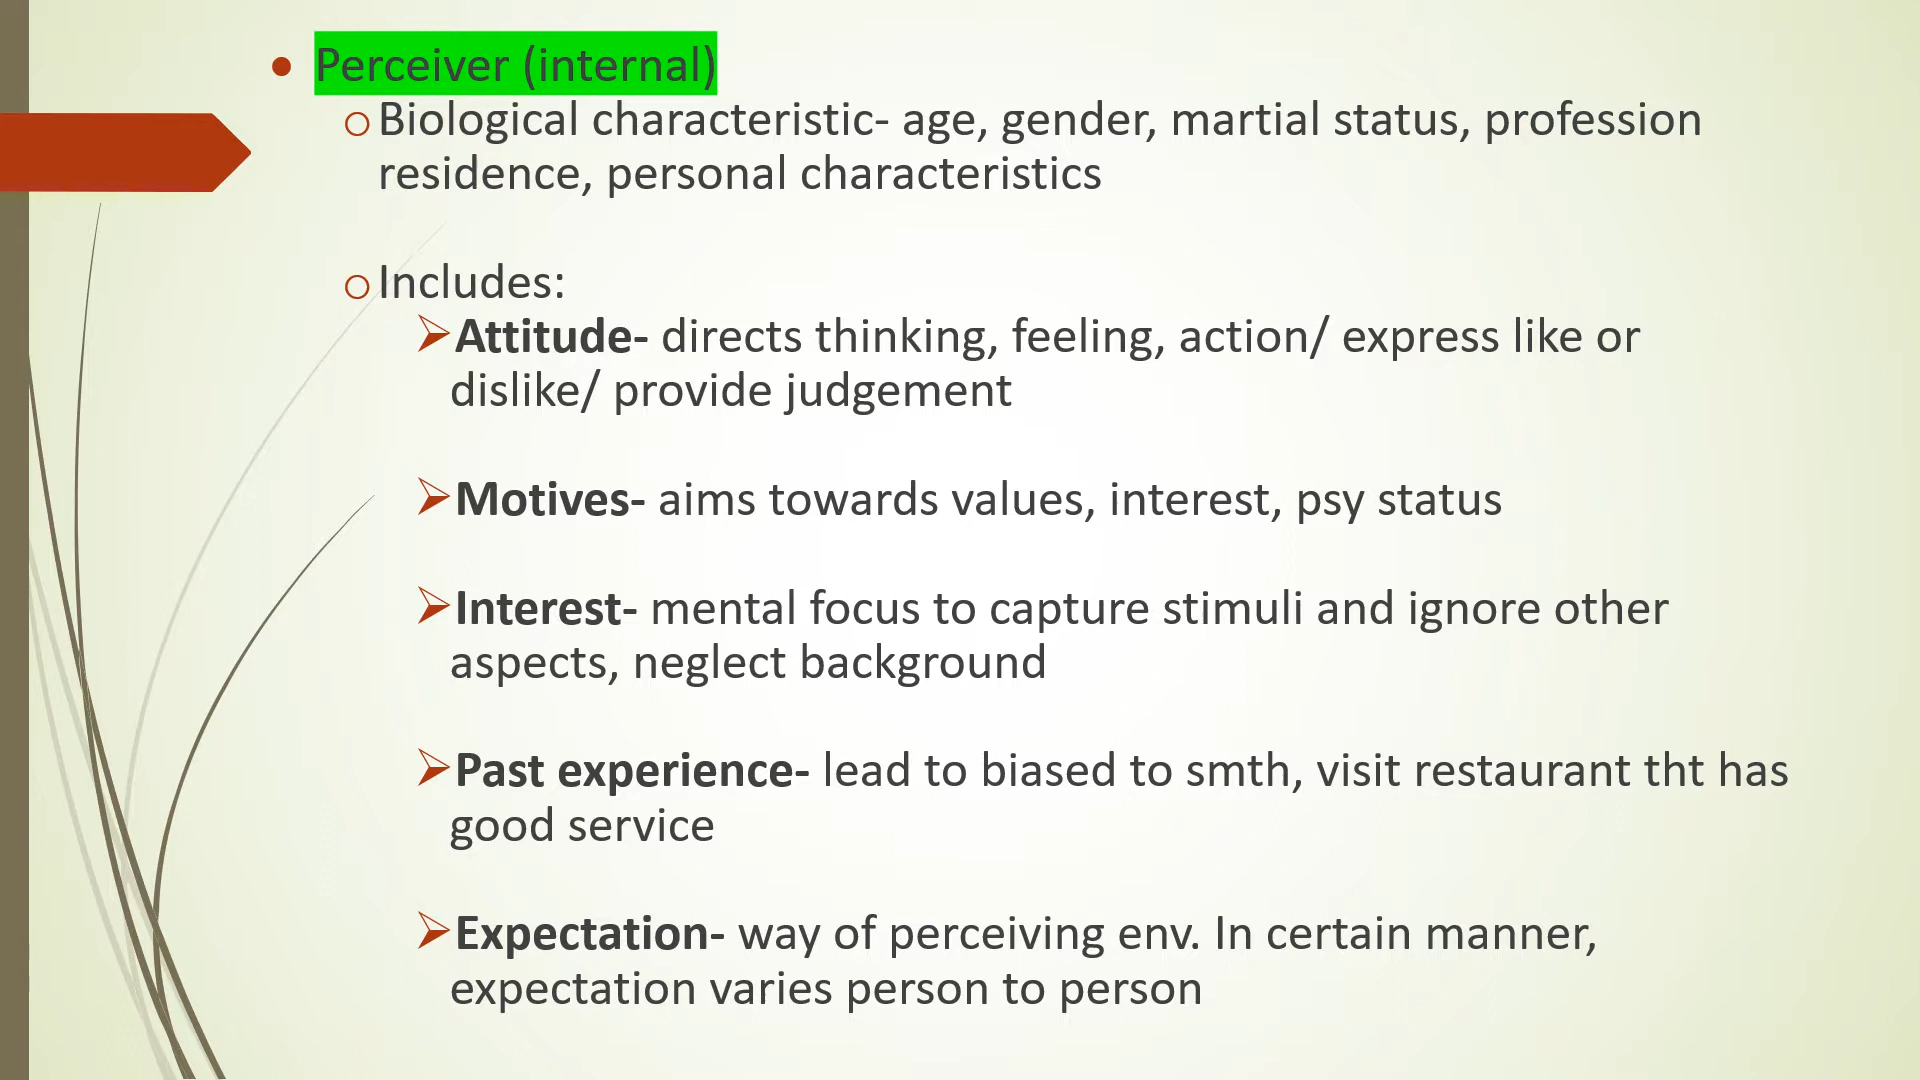 • Perceiver (internal)
o Biological characteristic- age, gender, martial status, profession
residence, personal characteristics
o Includes:
➢ Attitude- directs thinking, feeling, action/ express like or
dislike/ provide judgement
➢ Motives- aims towards values, interest, psy status
➢ Interest- mental focus to capture stimuli and ignore other
aspects, neglect background
➢ Past experience- lead to biased to smth, visit restaurant tht has
good service
➢ Expectation- way of perceiving env. In certain manner,
expectation varies person to person